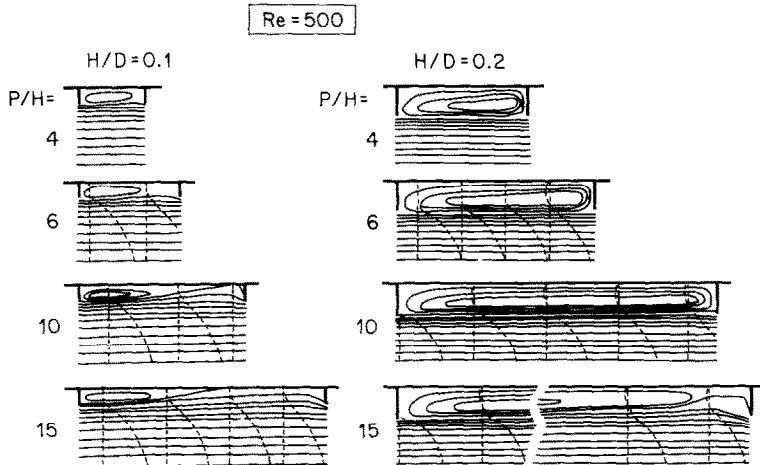 Re = 500
H/D = 0.1
H/D = 0.2
P/H =
P/H =
4
4
6
6
10
10
15
15